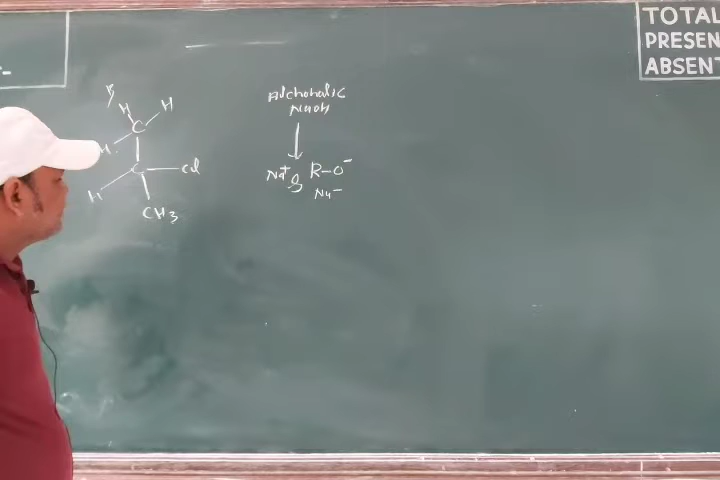 TOTAL
PRESEN
ABSENT
H H
C
H
C Cl
H
CH3
Alchoholic
NaOH
Na+ & R-O-
Nu-